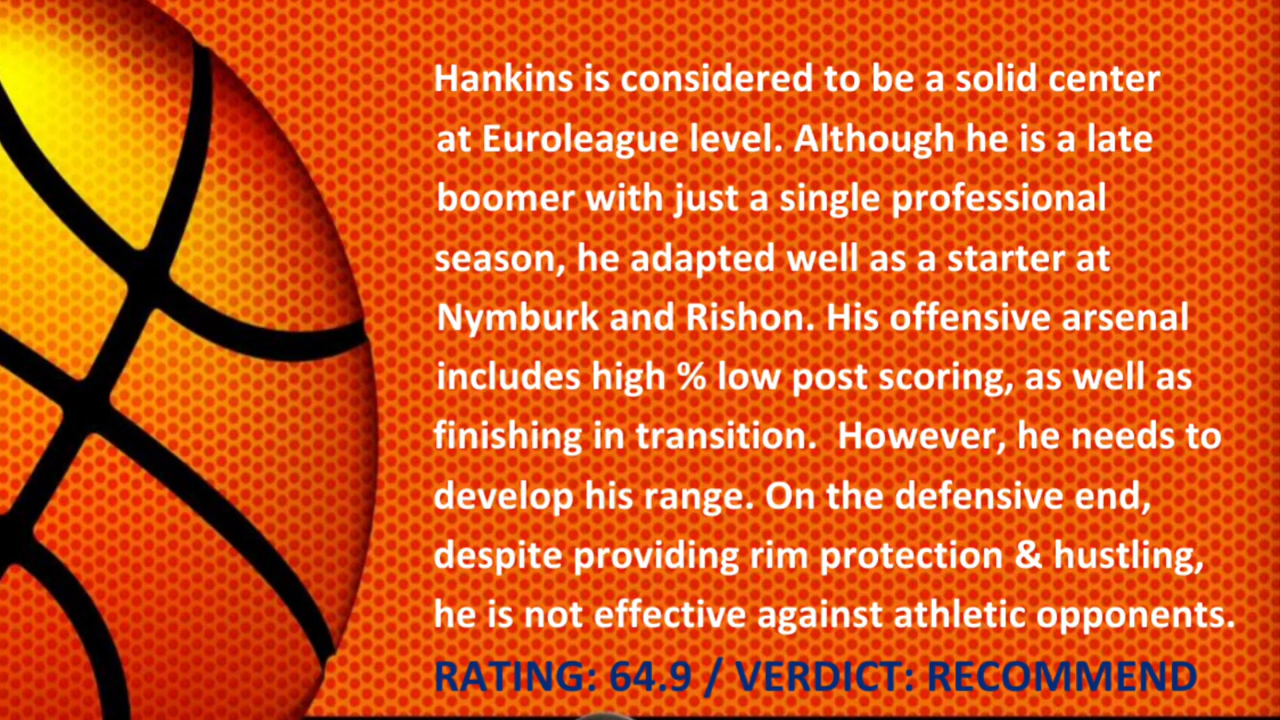 Hankins is considered to be a solid center
at Euroleague level. Although he is a late
boomer with just a single professional
season, he adapted well as a starter at
Nymburk and Rishon. His offensive arsenal
includes high % low post scoring, as well as
finishing in transition.  However, he needs to
develop his range. On the defensive end,
despite providing rim protection & hustling,
he is not effective against athletic opponents.
RATING: 64.9 / VERDICT: RECOMMEND